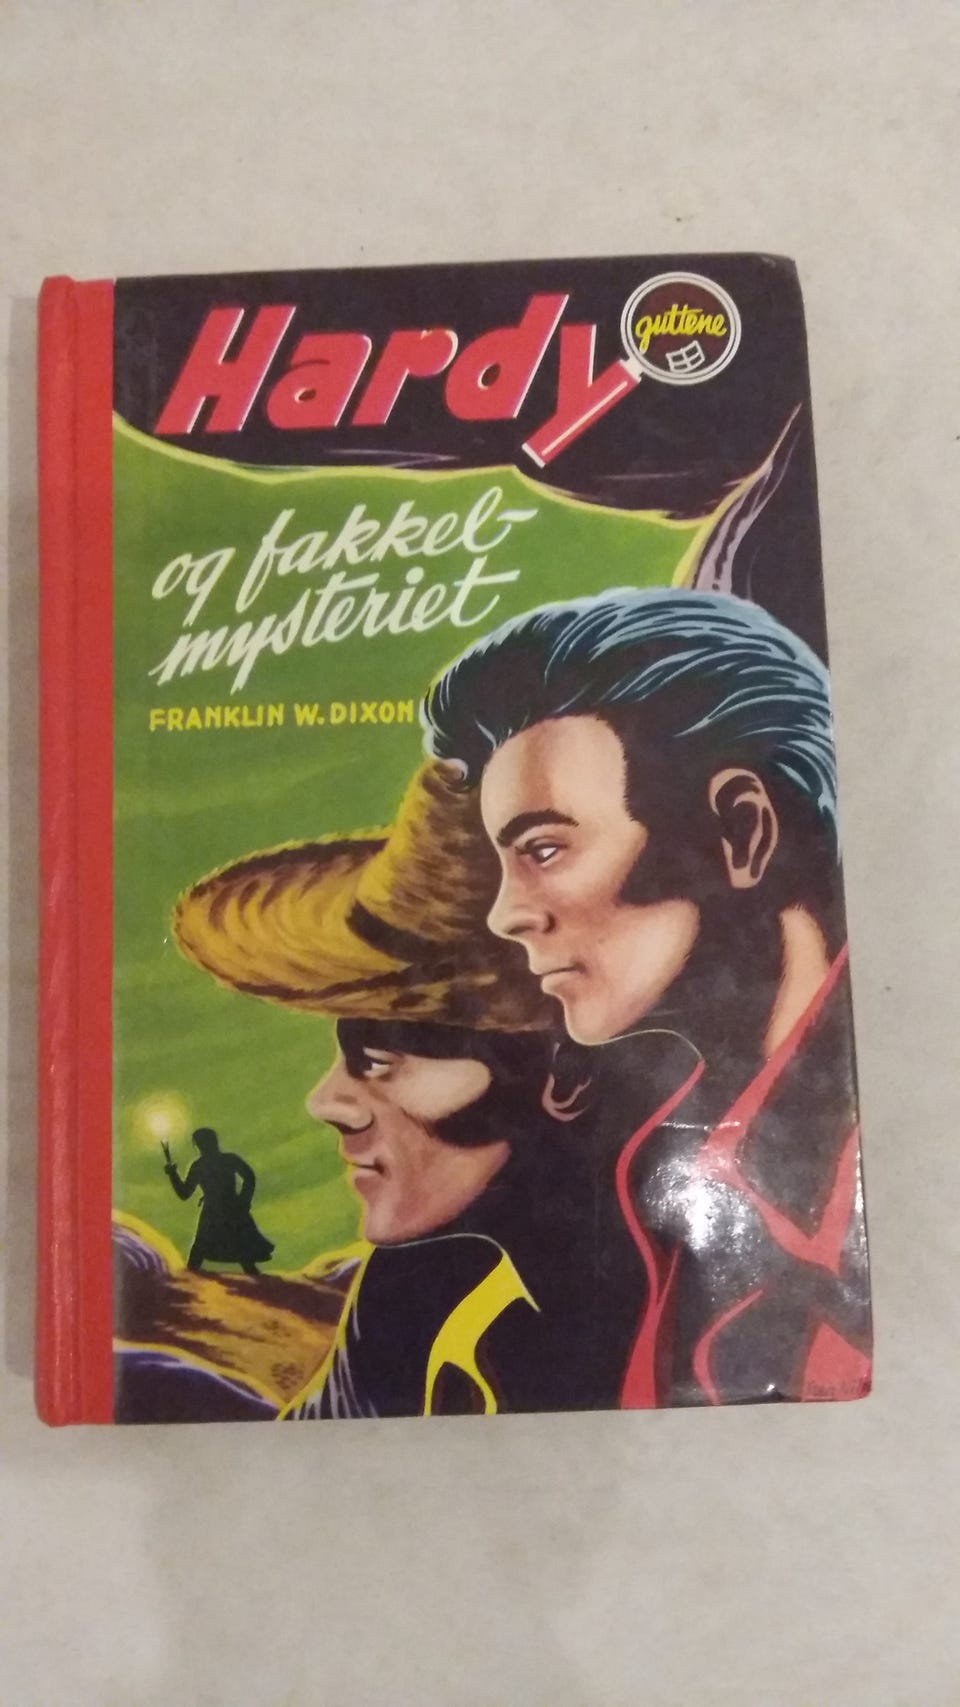 Hardy
guttene
og fakkel-
mysteriet
FRANKLIN W. DIXON